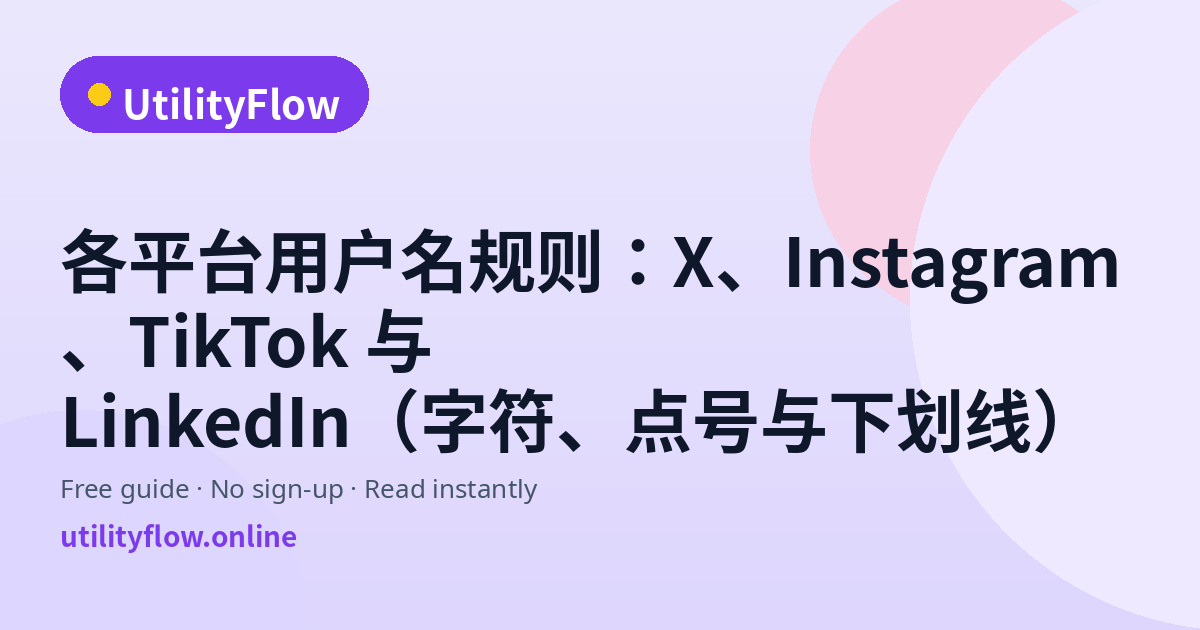 UtilityFlow
各平台用户名规则：X、Instagram
、TikTok 与
LinkedIn（字符、点号与下划线）
Free guide · No sign-up · Read instantly
utilityflow.online